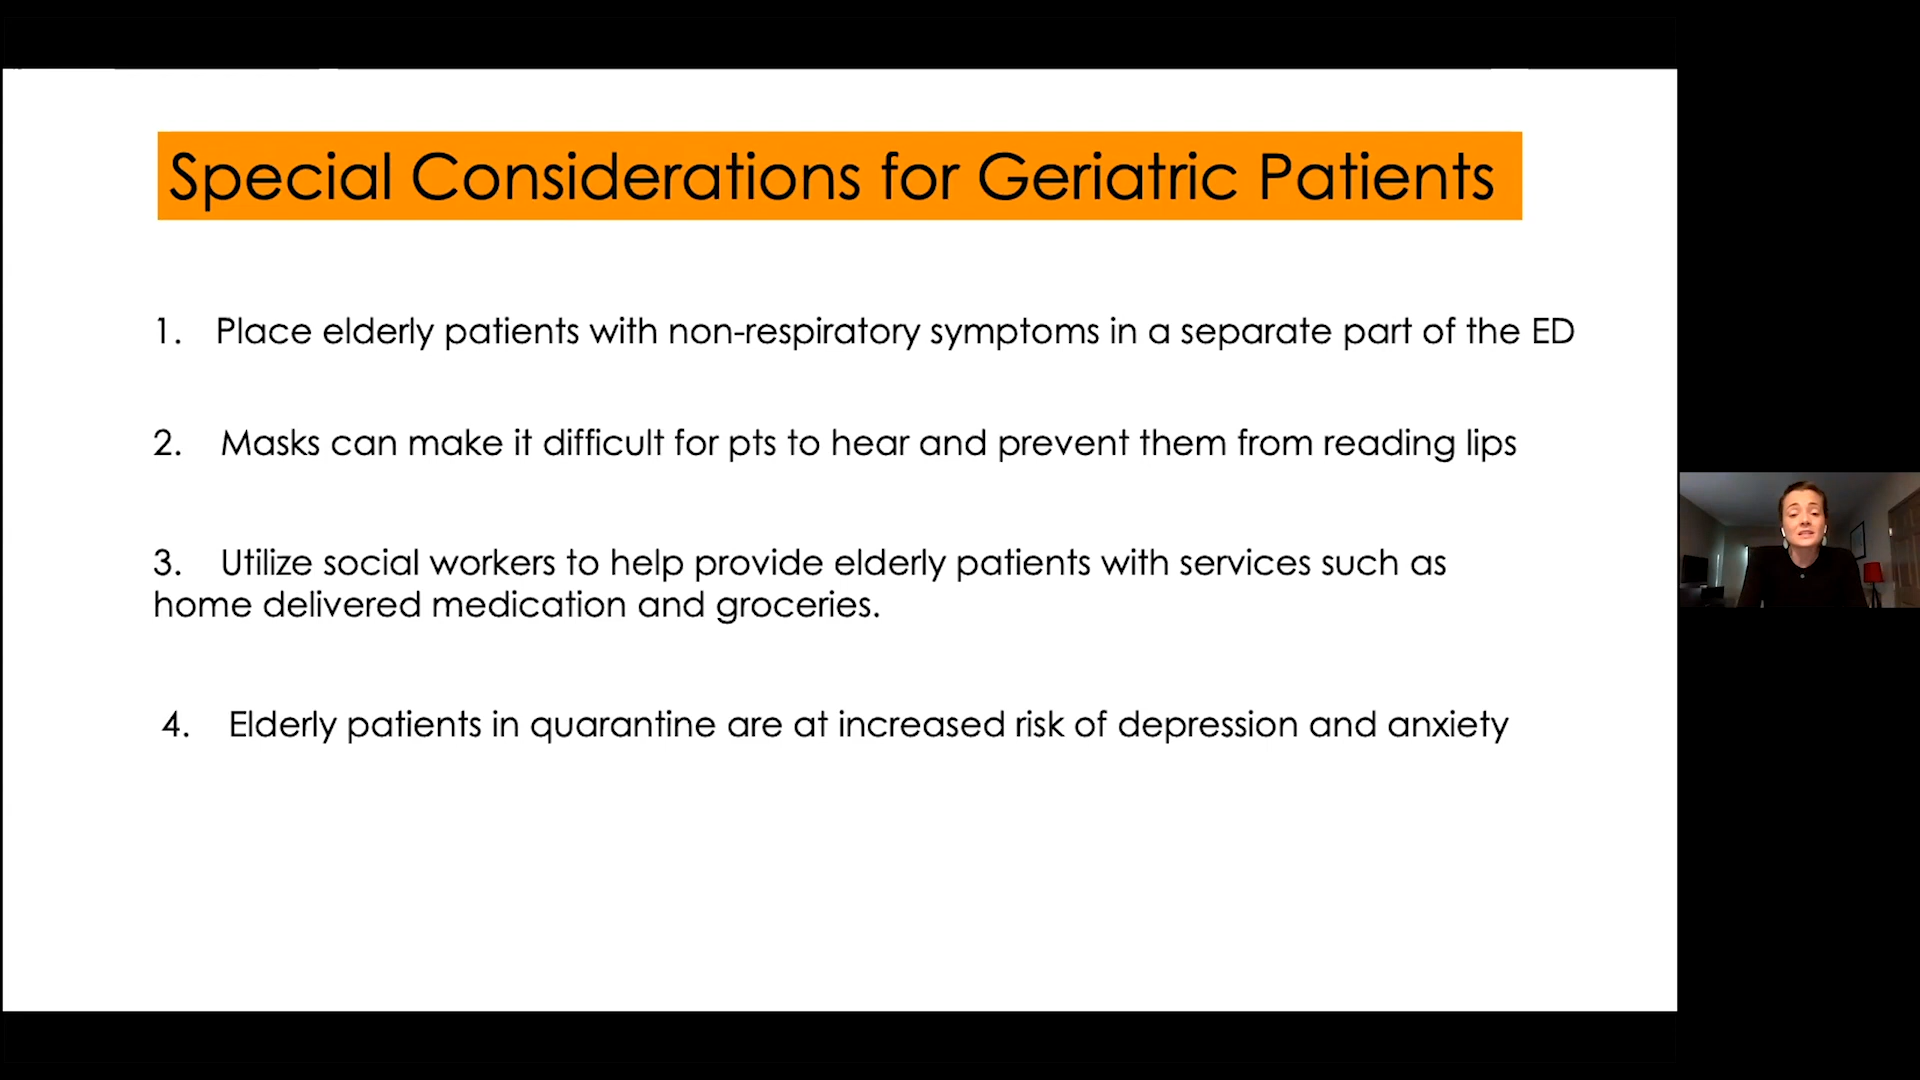 Special Considerations for Geriatric Patients
1. Place elderly patients with non-respiratory symptoms in a separate part of the ED
2. Masks can make it difficult for pts to hear and prevent them from reading lips
3. Utilize social workers to help provide elderly patients with services such as
home delivered medication and groceries.
4. Elderly patients in quarantine are at increased risk of depression and anxiety